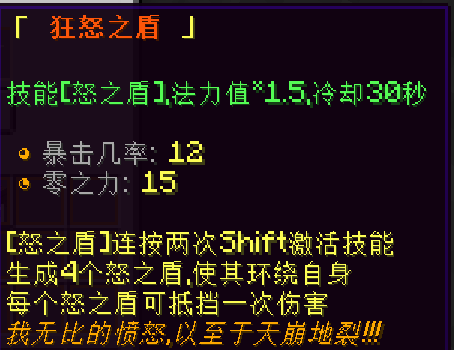 「 狂怒之盾 」
技能[怒之盾],法力值*1.5,冷却30秒
暴击几率: 12
零之力: 15
[怒之盾]连按两次Shift激活技能
生成4个怒之盾,使其环绕自身
每个怒之盾可抵挡一次伤害
我无比的愤怒,以至于天崩地裂!!!